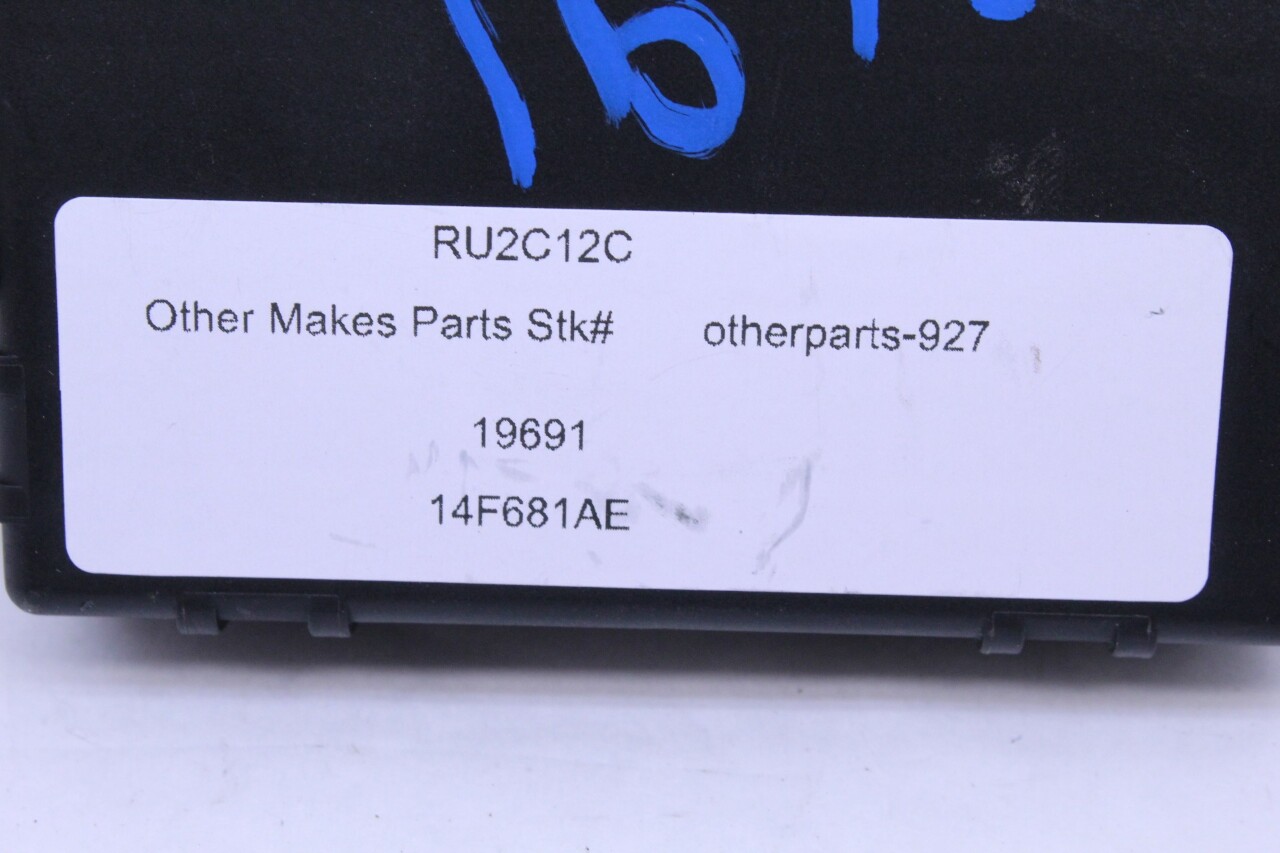 RU2C12C
Other Makes Parts Stk# otherparts-927
19691
14F681AE